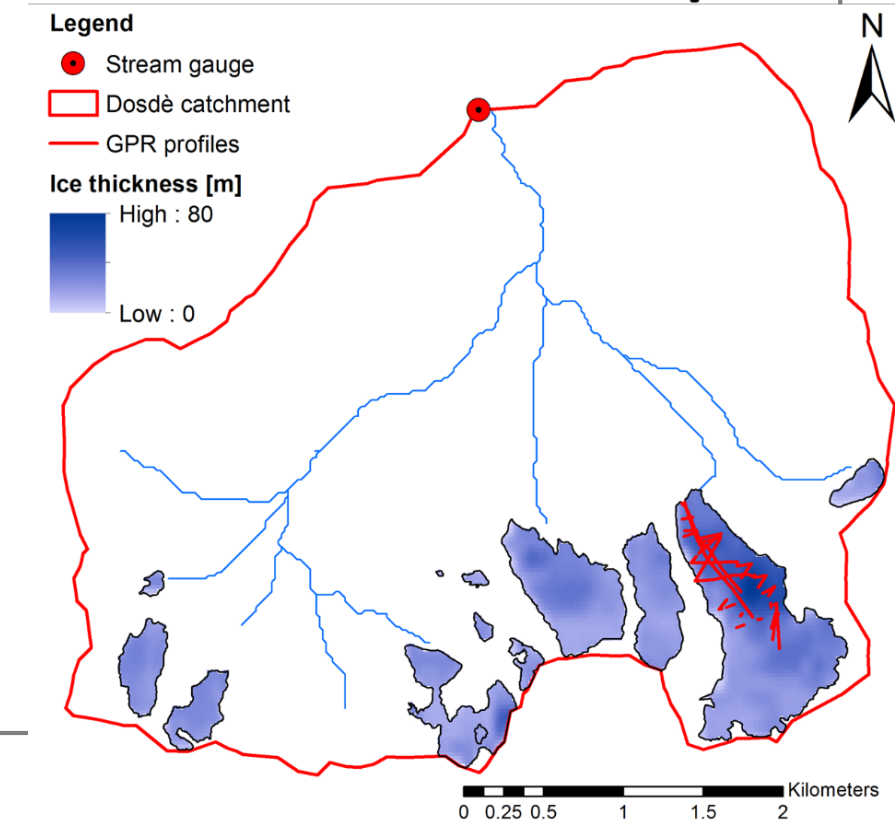 Legend
Stream gauge
Dosdè catchment
GPR profiles
Ice thickness [m]
High : 80
Low : 0
N
Kilometers
0 0.25 0.5 1 1.5 2